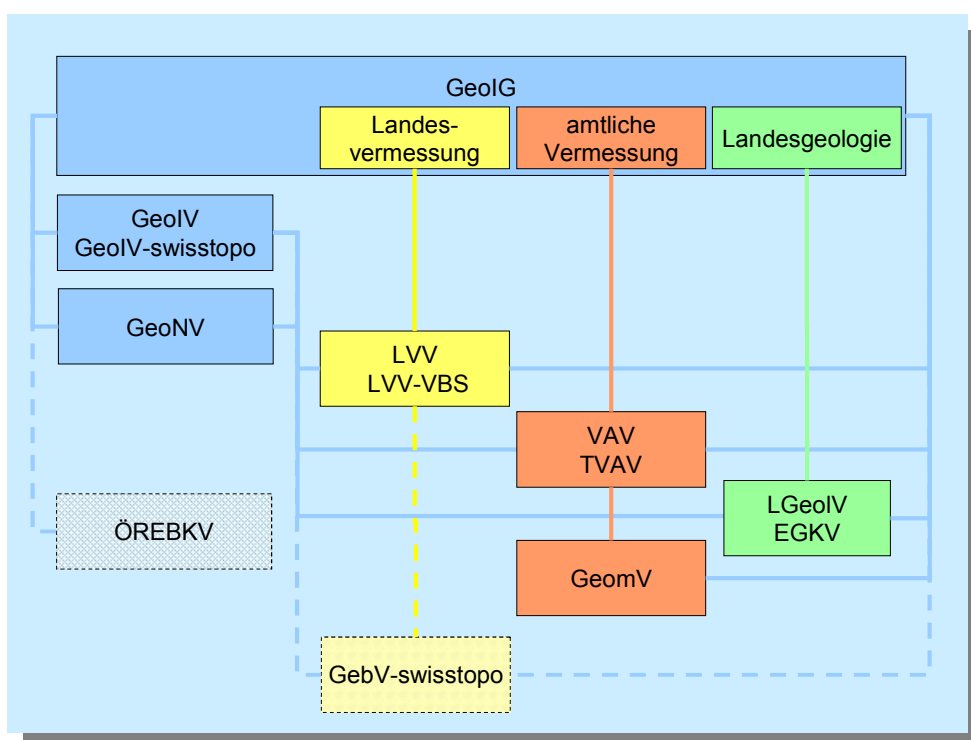 GeoIG
Landes-
vermessung
amtliche
Vermessung
Landesgeologie
GeoIV
GeoIV-swisstopo
GeoNV
LVV
LVV-VBS
VAV
TVAV
LGeoIV
EGKV
ÖREBKV
GeomV
GebV-swisstopo